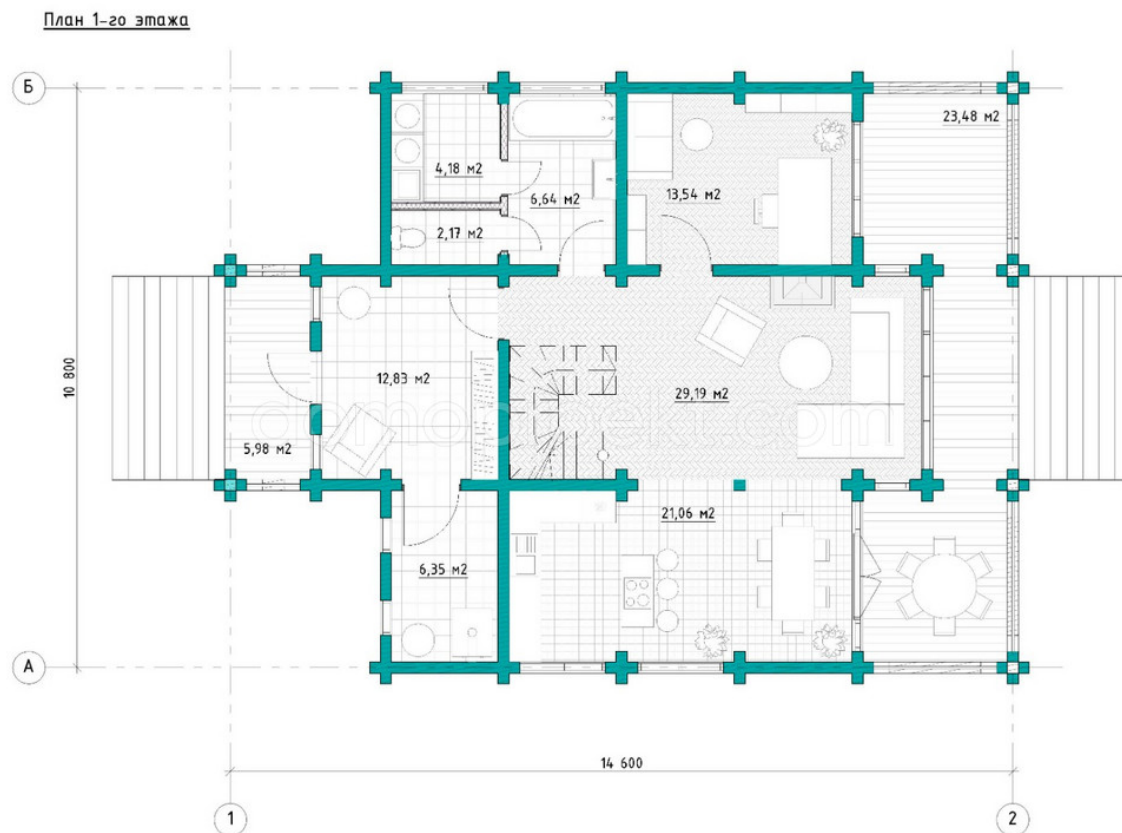 План 1-го этажа
Б
23,48 м2
4,18 м2
6,64 м2
13,54 м2
2,17 м2
10 800
12,83 м2
29,19 м2
domoproekt.com
5,98 м2
21,06 м2
6,35 м2
А
14 600
1
2